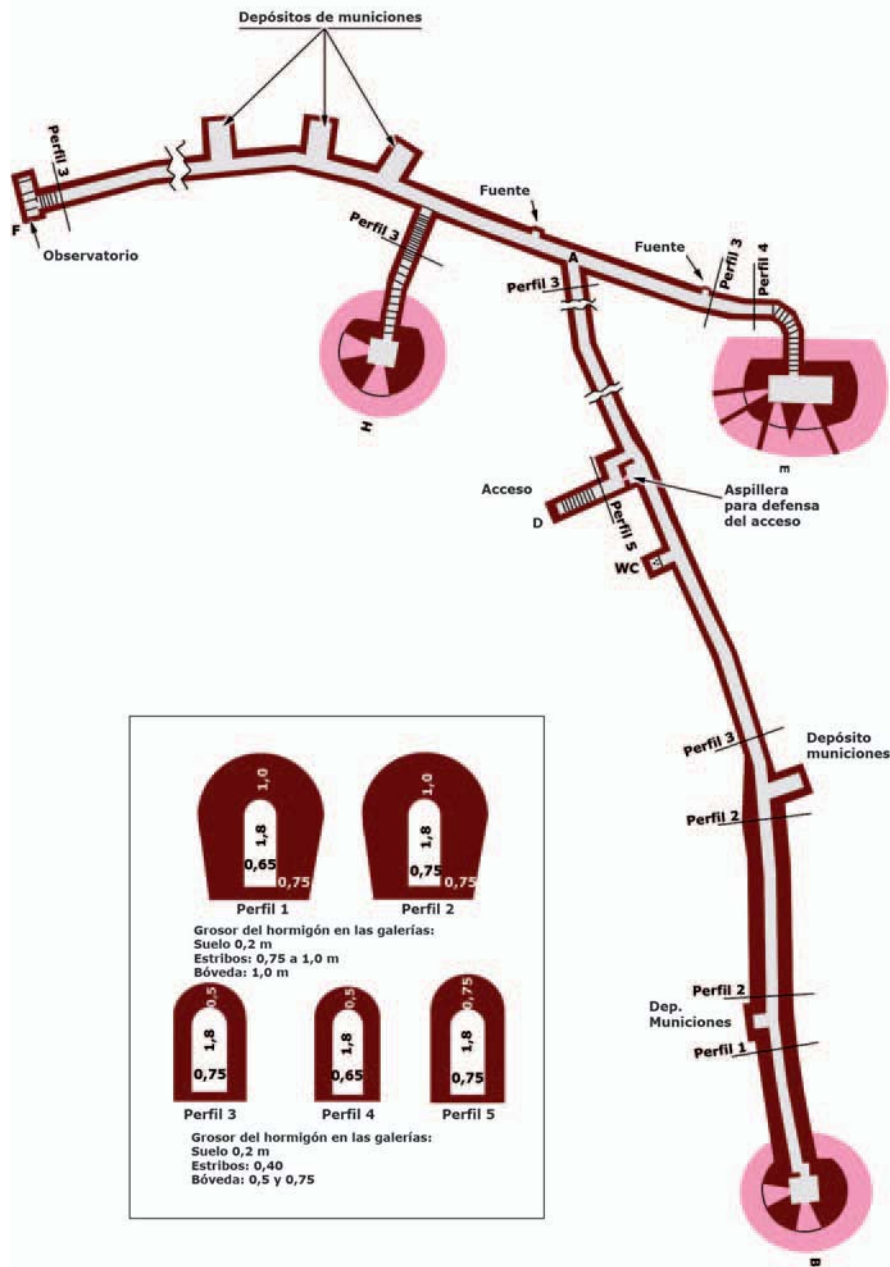 Depósitos de municiones
Perfil 3
F
Observatorio
Perfil 3
Fuente
A
Fuente
Perfil 3
Perfil 4
Perfil 3
H
m
Acceso
D
Perfil 5
Aspillera
para defensa
del acceso
WC
Perfil 3
Depósito
municiones
Perfil 2
Perfil 2
Dep.
Municiones
Perfil 1
B
1,0
1,8
0,65
0,75
Perfil 1
1,0
1,8
0,75
0,75
Perfil 2
Grosor del hormigón en las galerías:
Suelo 0,2 m
Estribos: 0,75 a 1,0 m
Bóveda: 1,0 m
0,5
1,8
0,75
Perfil 3
0,5
1,8
0,65
Perfil 4
0,75
1,8
0,75
Perfil 5
Grosor del hormigón en las galerías:
Suelo 0,2 m
Estribos: 0,40
Bóveda: 0,5 y 0,75